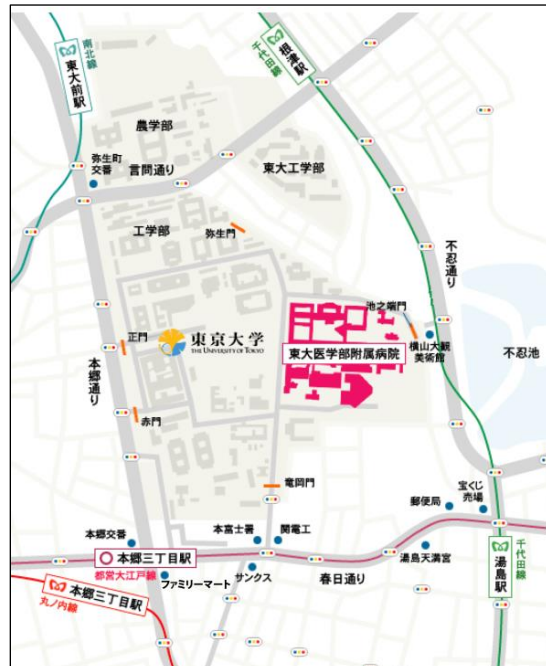 南北線
東大前駅
千代田線
根津駅
農学部
弥生町
交番
言問通り
東大工学部
工学部
弥生門
不忍通り
池之端門
正門
東京大学
THE UNIVERSITY OF TOKYO
東大医学部附属病院
横山大観
美術館
不忍池
本郷通り
赤門
竜岡門
郵便局
宝くじ
売場
本郷交番
本富士署
関電工
本郷三丁目駅
都営大江戸線
湯島天満宮
千代田線
湯島駅
春日通り
サンクス
ファミリーマート
本郷三丁目駅
丸ノ内線